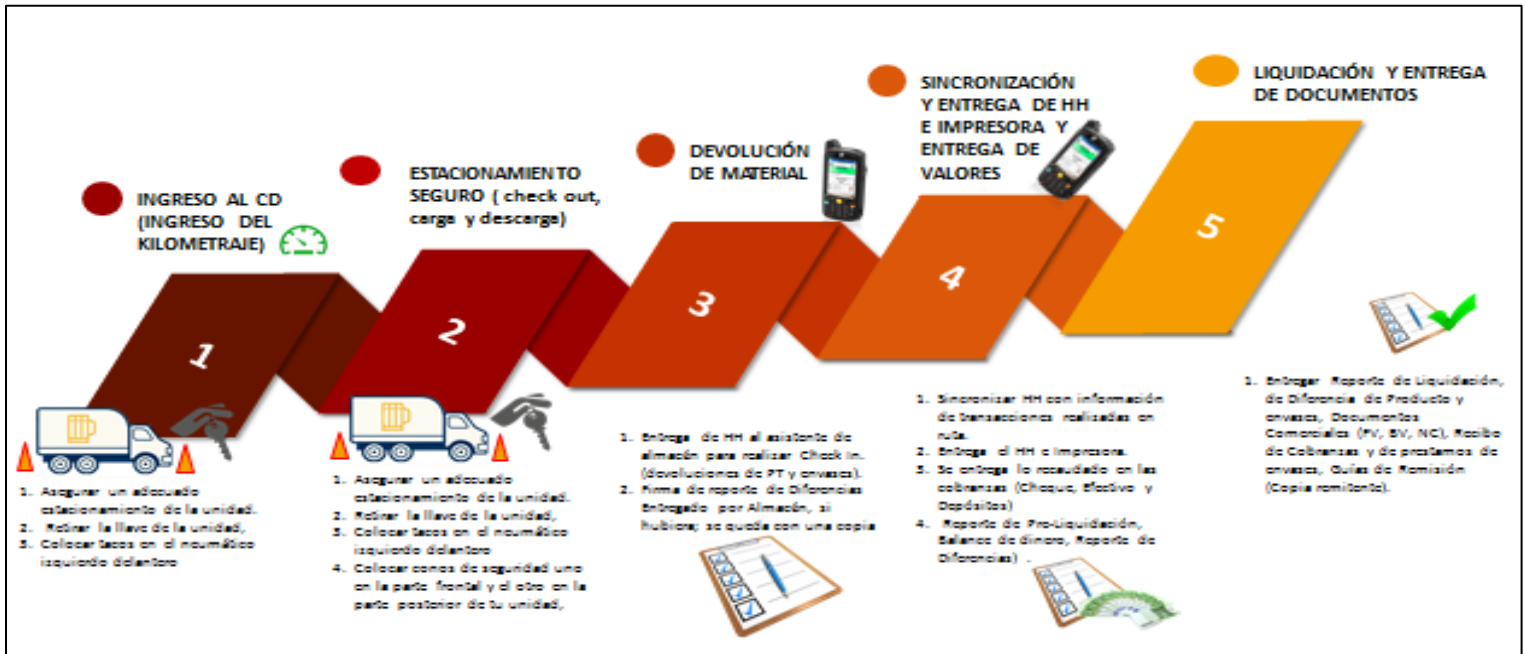 INGRESO AL CD
(INGRESO DEL
KILOMETRAJE)
1
1. Asegurar un adecuado
estacionamiento de la unidad.
2. Retirar la llave de la unidad,
3. Colocar tacos en el neumático
izquierdo delantero
ESTACIONAMIENTO
SEGURO ( check out,
carga y descarga)
2
1. Asegurar un adecuado
estacionamiento de la unidad.
2. Retirar la llave de la unidad,
3. Colocar tacos en el neumático
izquierdo delantero
4. Colocar conos de seguridad uno
en la parte frontal y el otro en la
parte posterior de tu unidad,
DEVOLUCIÓN
DE MATERIAL
3
1. Entrega de HH al asistente de
almacén para realizar Check In.
(devoluciones de PT y envases).
2. Firma de reporte de Diferencias
Entregado por Almacén, si
hubiera; se queda con una copia
SINCRONIZACIÓN
Y ENTREGA DE HH
E IMPRESORA Y
ENTREGA DE
VALORES
4
1. Sincronizar HH con información
de transacciones realizadas en
ruta.
2. Entrega el HH e Impresora.
3. Se entrega lo recaudado en las
cobranzas (Cheque, Efectivo y
Depósitos)
4. Reporte de Pre-Liquidación,
Balance de dinero, Reporte de
Diferencias) .
LIQUIDACIÓN Y ENTREGA
DE DOCUMENTOS
5
1. Entregar Reporte de Liquidación,
de Diferencia de Producto y
envases, Documentos
Comerciales (FV, BV, NC), Recibo
de Cobranzas y de prestamos de
envases, Guías de Remisión
(Copia remitente).